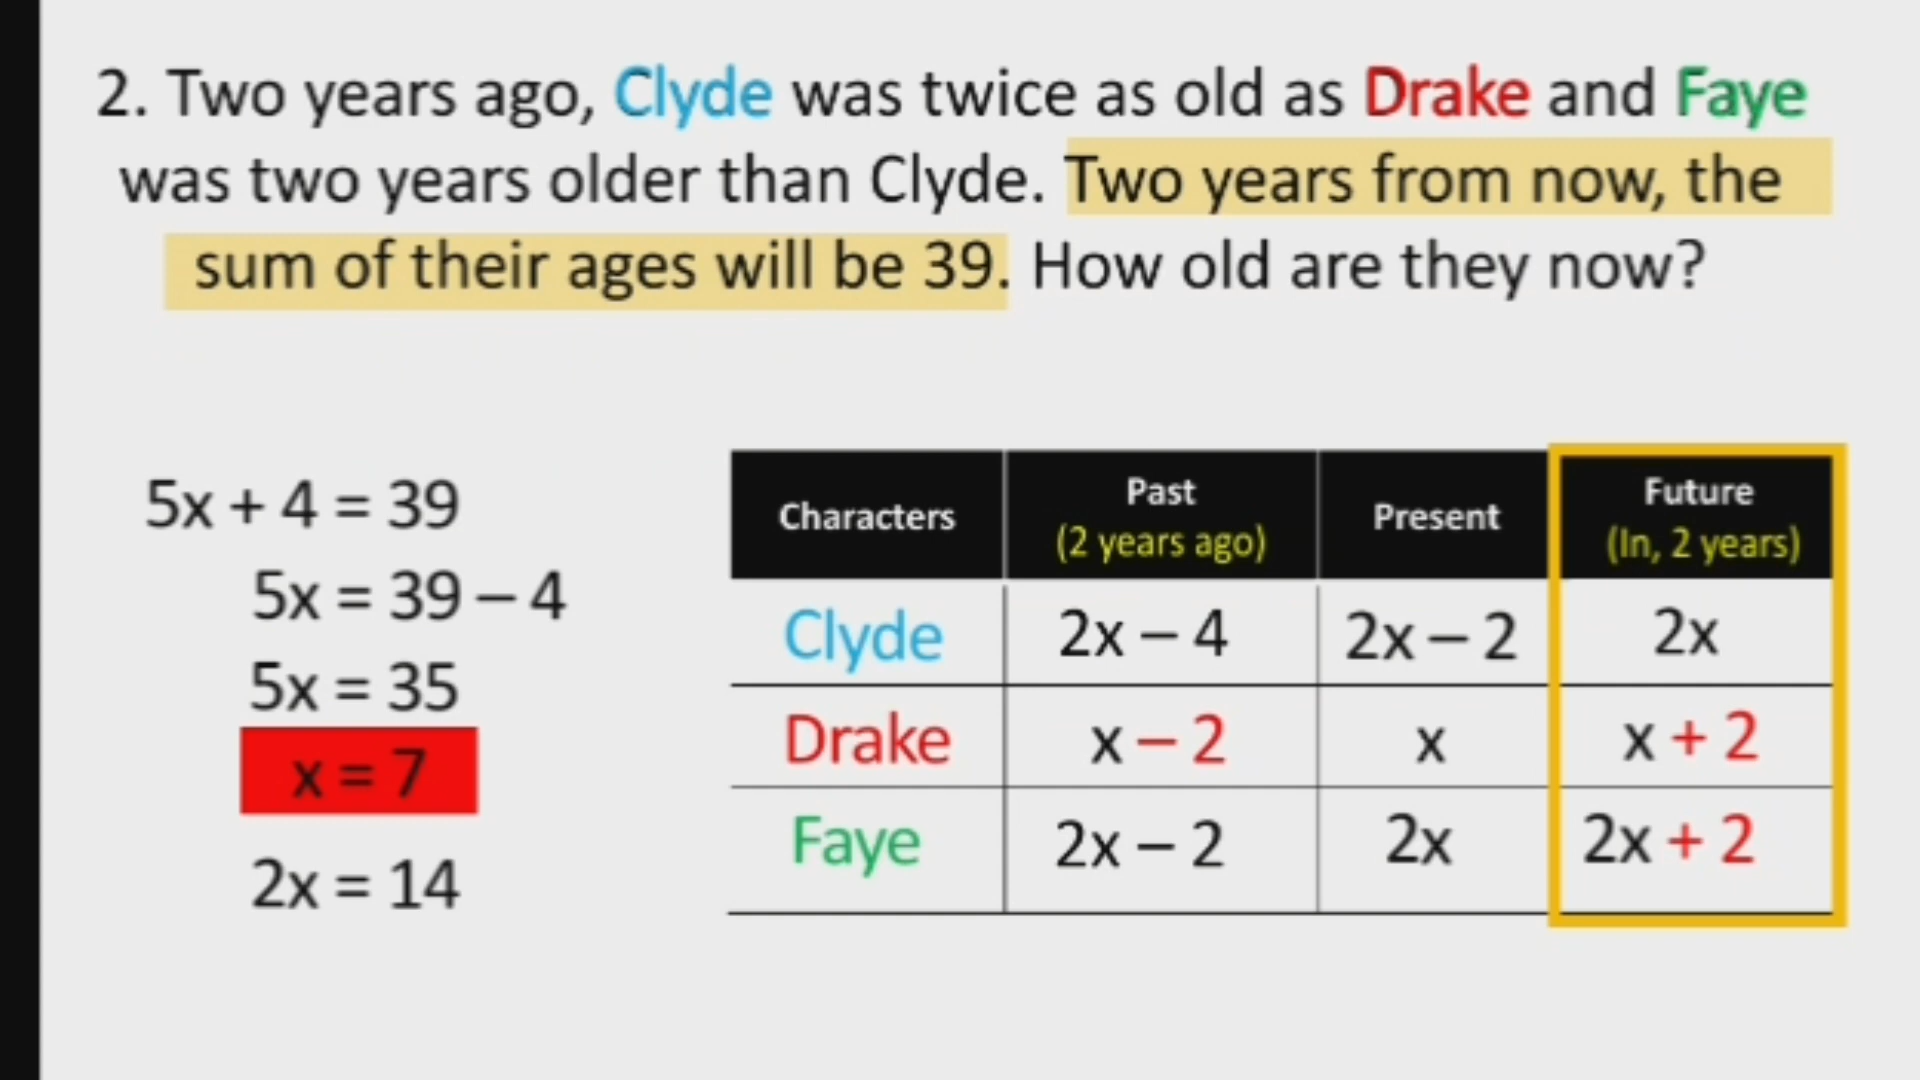 2. Two years ago, Clyde was twice as old as Drake and Faye
was two years older than Clyde. Two years from now, the
sum of their ages will be 39. How old are they now?
5x + 4 = 39
5x = 39 – 4
5x = 35
x = 7
2x = 14
Characters Past (2 years ago) Present Future (In, 2 years)
Clyde 2x – 4 2x – 2 2x
Drake x – 2 x x + 2
Faye 2x – 2 2x 2x + 2